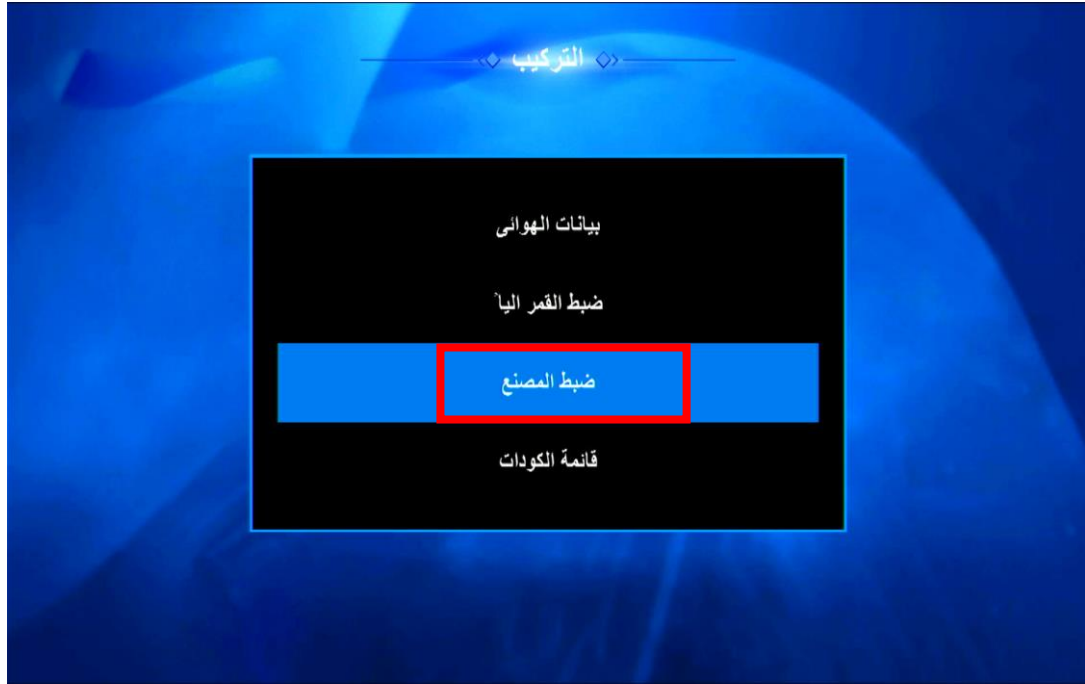 التركيب
بيانات الهوائى
ضبط القمر اليا
ضبط المصنع
قائمة الكودات